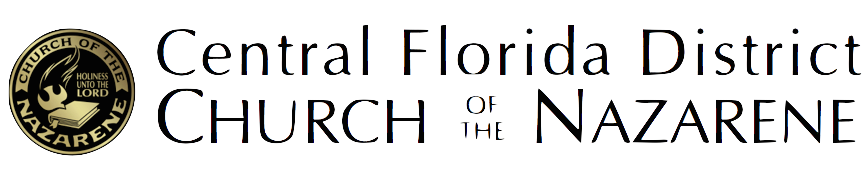 CHURCH OF THE
NAZARENE
HOLINESS
UNTO THE
LORD
Central Florida District
CHURCH OF THE NAZARENE